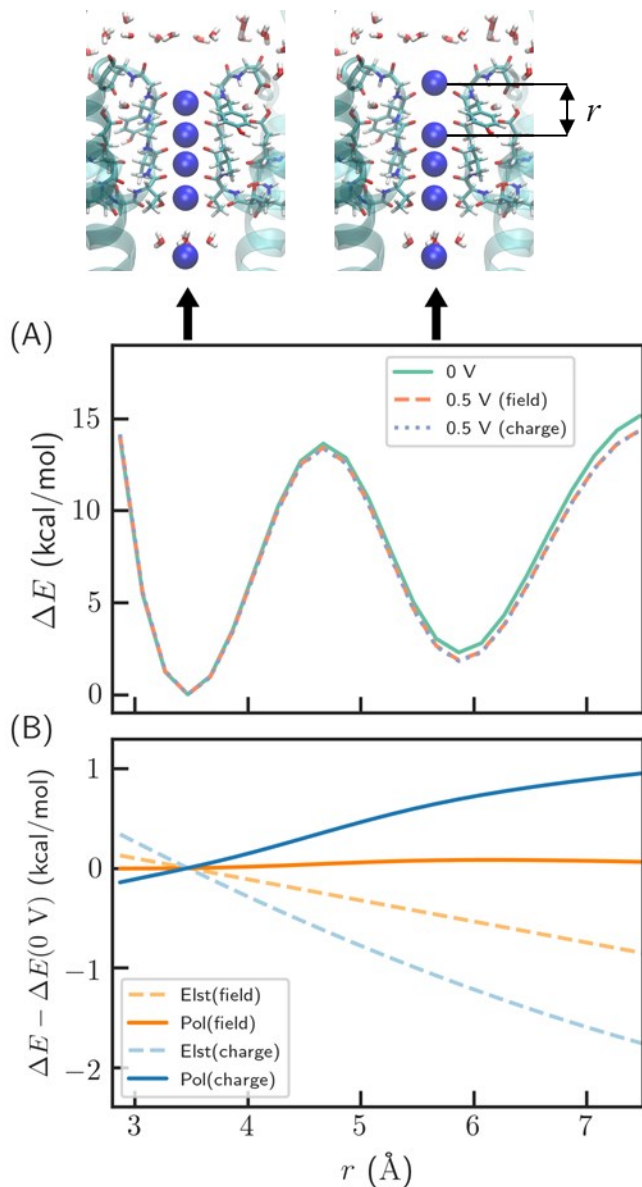 r
(A)
0 V
0.5 V (field)
0.5 V (charge)
15
10
5
0
ΔE (kcal/mol)
(B)
1
0
−1
−2
ΔE − ΔE(0 V) (kcal/mol)
Elst(field)
Pol(field)
Elst(charge)
Pol(charge)
3 4 5 6 7
r (Å)